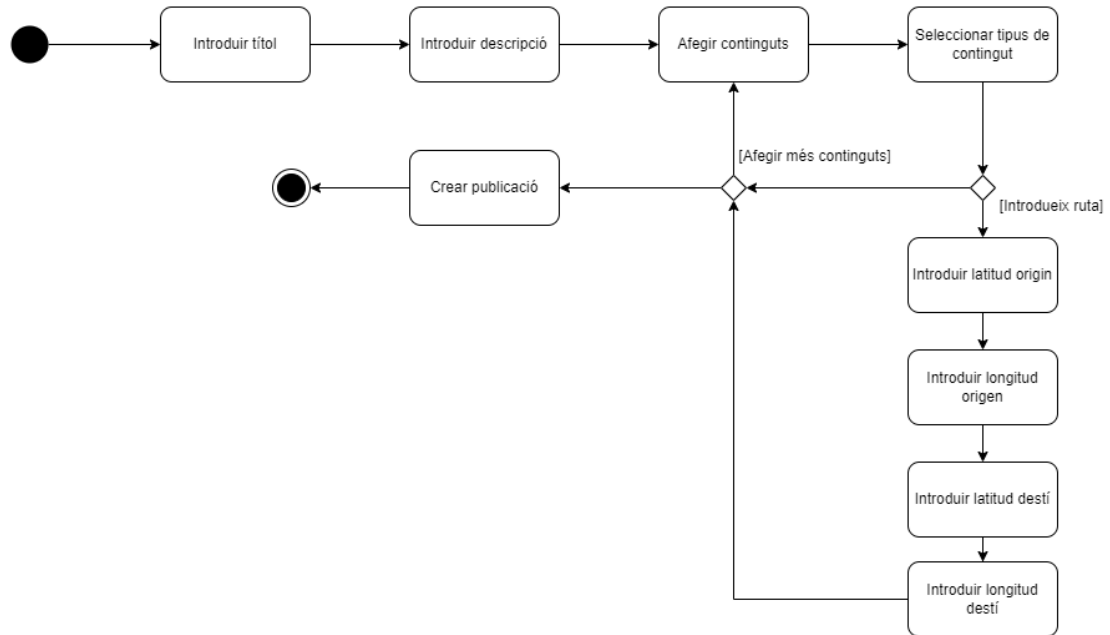 Introduir títol
Introduir descripció
Afegir continguts
Seleccionar tipus de
contingut
[Afegir més continguts]
Crear publicació
[Introdueix ruta]
Introduir latitud origin
Introduir longitud
origen
Introduir latitud destí
Introduir longitud
destí